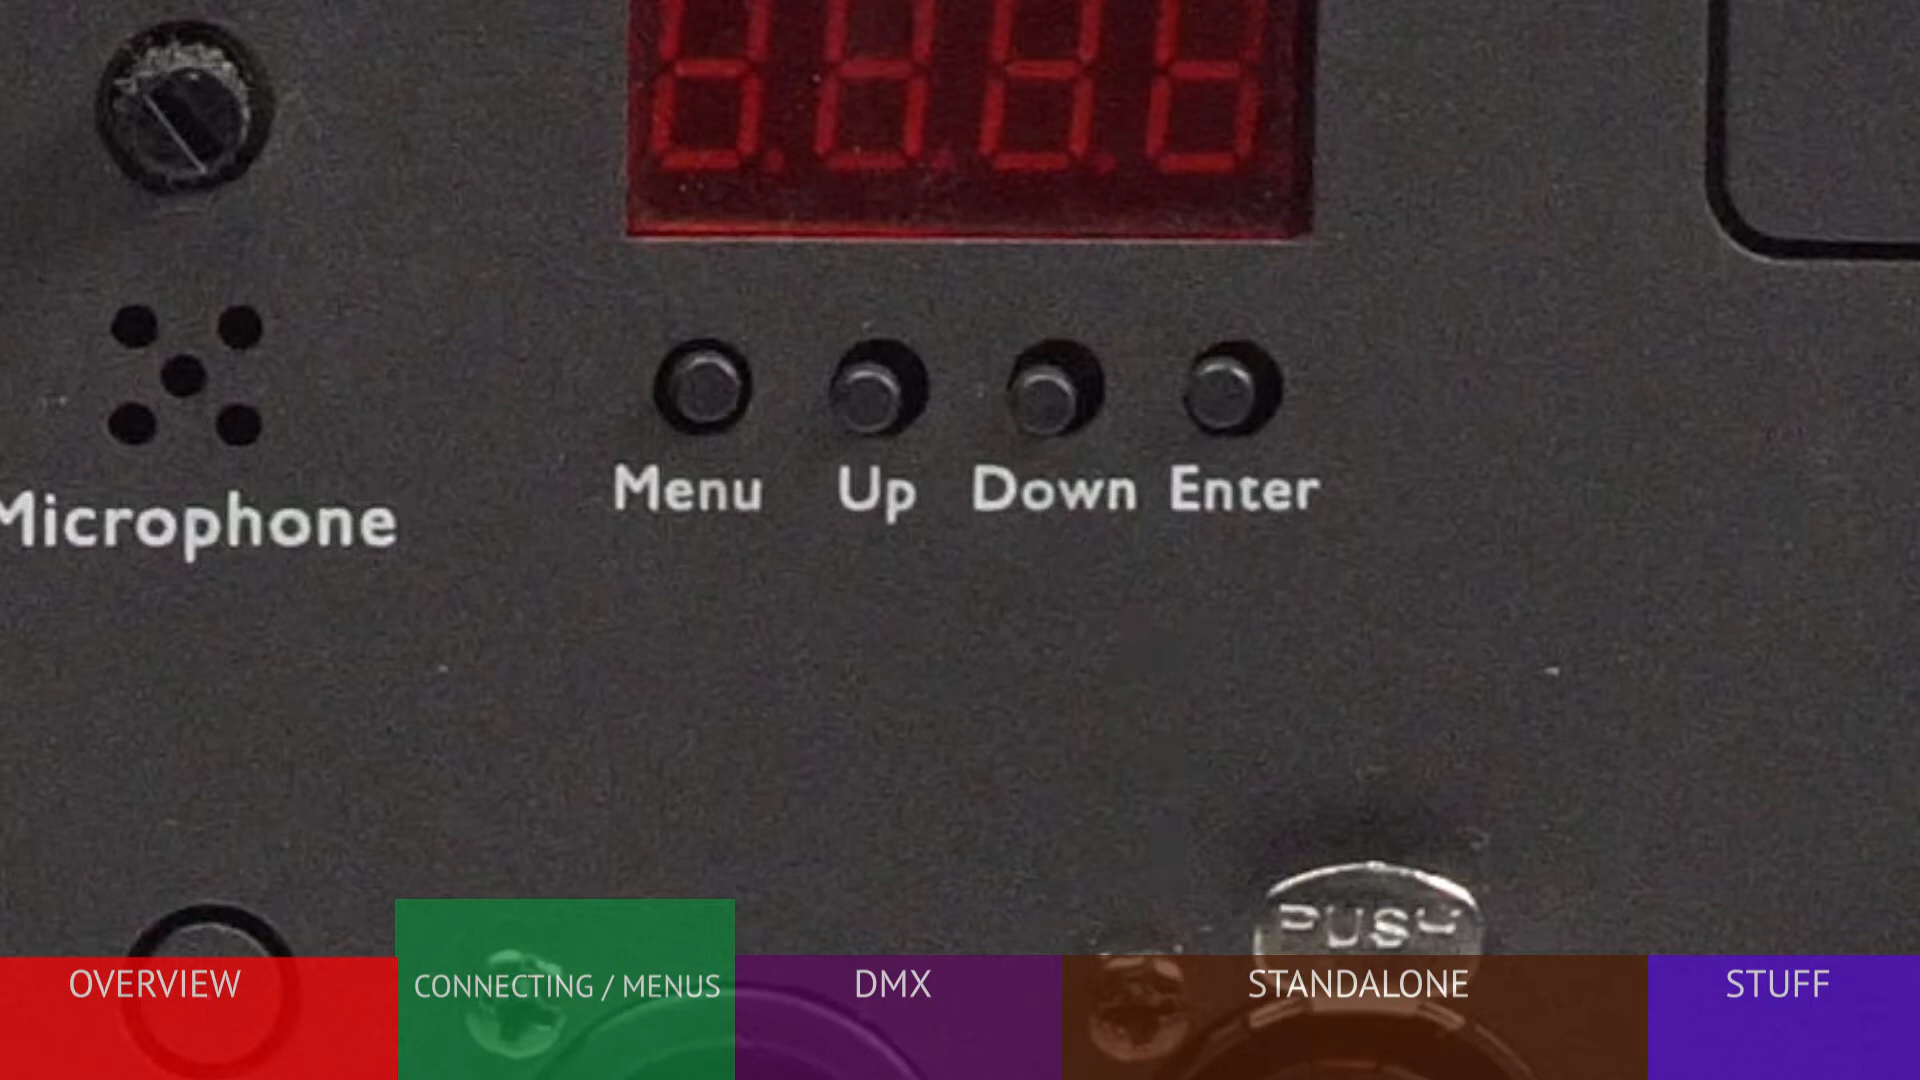 Menu Up Down Enter
Microphone
PUSH
OVERVIEW CONNECTING / MENUS DMX STANDALONE STUFF